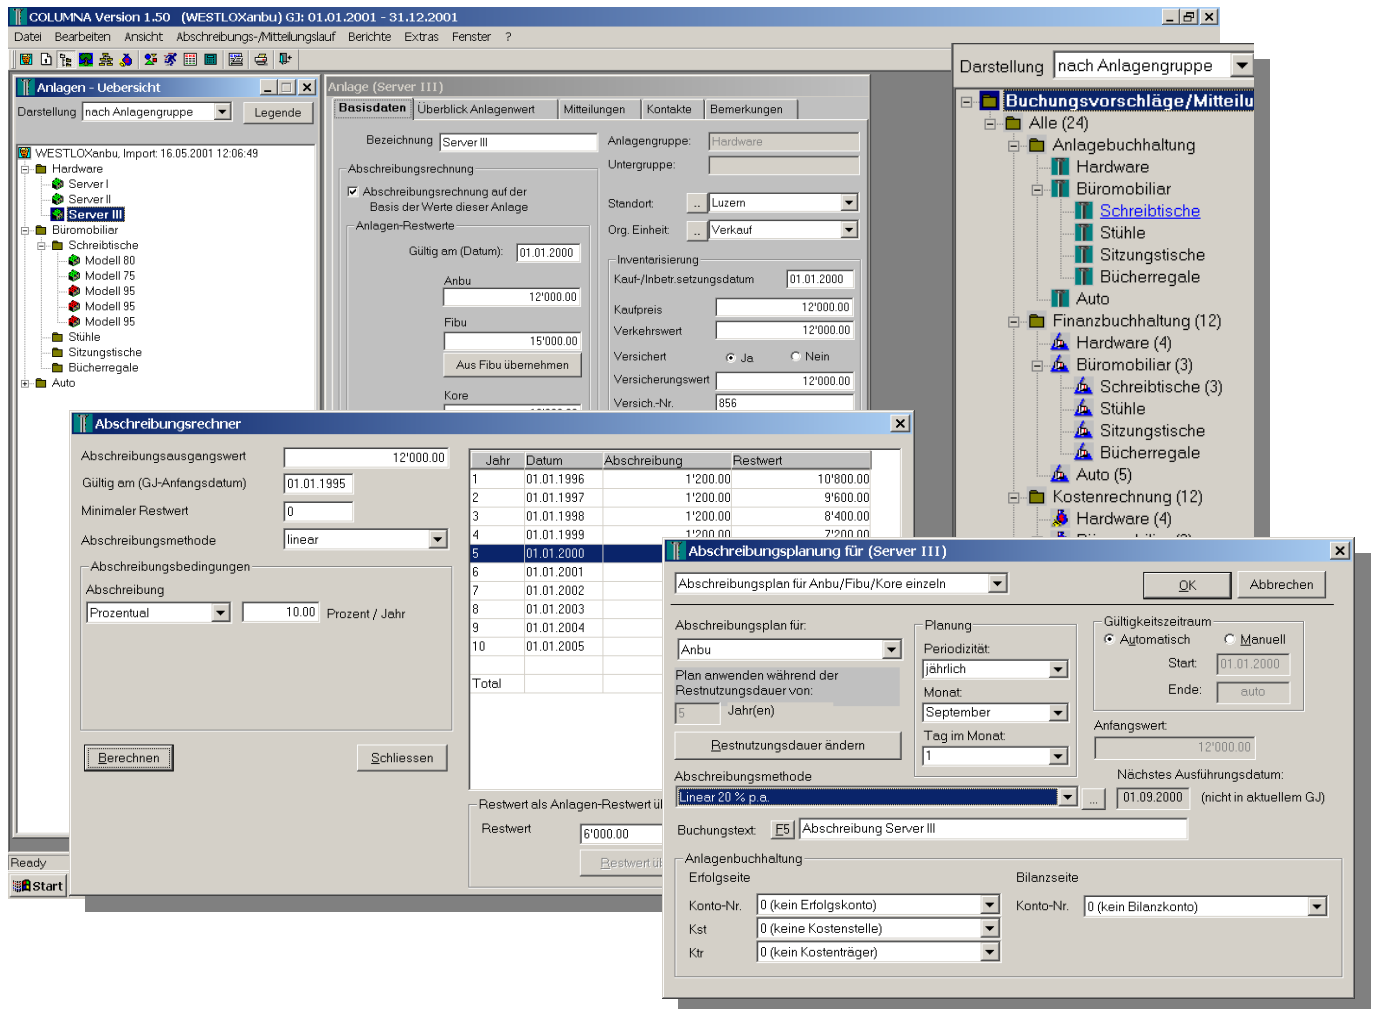 COLUMNA Version 1.50 (WESTLOXanbu) GJ: 01.01.2001 - 31.12.2001
Datei Bearbeiten Ansicht Abschreibungs-/Mitteilungslauf Berichte Extras Fenster ?
Anlagen - Uebersicht
Darstellung nach Anlagengruppe Legende
WESTLOXanbu, Import: 16.05.2001 12:06:49
Hardware
Server I
Server II
Server III
Büromobiliar
Schreibtische
Modell 80
Modell 75
Modell 95
Modell 95
Modell 95
Stühle
Sitzungstische
Bücherregale
Auto
Ready
Start
Anlage (Server III)
Basisdaten Überblick Anlagenwert Mitteilungen Kontakte Bemerkungen
Bezeichnung Server III
Abschreibungsrechnung
Abschreibungsrechnung auf der
Basis der Werte dieser Anlage
Anlagen-Restwerte
Gültig am (Datum): 01.01.2000
Anbu
12'000.00
Fibu
15'000.00
Aus Fibu übernehmen
Kore
Anlagengruppe: Hardware
Untergruppe:
Standort: .. Luzern
Org. Einheit: .. Verkauf
Inventarisierung
Kauf-/Inbetr.setzungsdatum 01.01.2000
Kaufpreis 12'000.00
Verkehrswert 12'000.00
Versichert Ja Nein
Versicherungswert 12'000.00
Versich.-Nr. 856
Darstellung nach Anlagengruppe
Buchungsvorschläge/Mitteilu
Alle (24)
Anlagebuchhaltung
Hardware
Büromobiliar
Schreibtische
Stühle
Sitzungstische
Bücherregale
Auto
Finanzbuchhaltung (12)
Hardware (4)
Büromobiliar (3)
Schreibtische (3)
Stühle
Sitzungstische
Bücherregale
Auto (5)
Kostenrechnung (12)
Hardware (4)
Abschreibungsrechner
Abschreibungsausgangswert 12'000.00
Gültig am (GJ-Anfangsdatum) 01.01.1995
Minimaler Restwert 0
Abschreibungsmethode linear
Abschreibungsbedingungen
Abschreibung
Prozentual 10.00 Prozent / Jahr
Berechnen Schliessen
Jahr Datum Abschreibung Restwert
1 01.01.1996 1'200.00 10'800.00
2 01.01.1997 1'200.00 9'600.00
3 01.01.1998 1'200.00 8'400.00
4 01.01.1999 1'200.00 7'200.00
5 01.01.2000
6 01.01.2001
7 01.01.2002
8 01.01.2003
9 01.01.2004
10 01.01.2005
Total
Restwert als Anlagen-Restwert ü
Restwert 6'000.00
Restwert ü
Abschreibungsplanung für (Server III)
Abschreibungsplan für Anbu/Fibu/Kore einzeln OK Abbrechen
Abschreibungsplan für:
Anbu
Plan anwenden während der
Restnutzungsdauer von:
5 Jahr(en)
Restnutzungsdauer ändern
Planung
Periodizität:
jährlich
Monat:
September
Tag im Monat:
1
Gültigkeitszeitraum
Automatisch Manuell
Start: 01.01.2000
Ende: auto
Anfangswert:
12'000.00
Abschreibungsmethode
Linear 20 % p.a. ...
Nächstes Ausführungsdatum:
01.09.2000 (nicht in aktuellem GJ)
Buchungstext: F5 Abschreibung Server III
Anlagenbuchhaltung
Erfolgseite Bilanzseite
Konto-Nr. 0 (kein Erfolgskonto) Konto-Nr. 0 (kein Bilanzkonto)
Kst 0 (keine Kostenstelle)
Ktr 0 (kein Kostenträger)